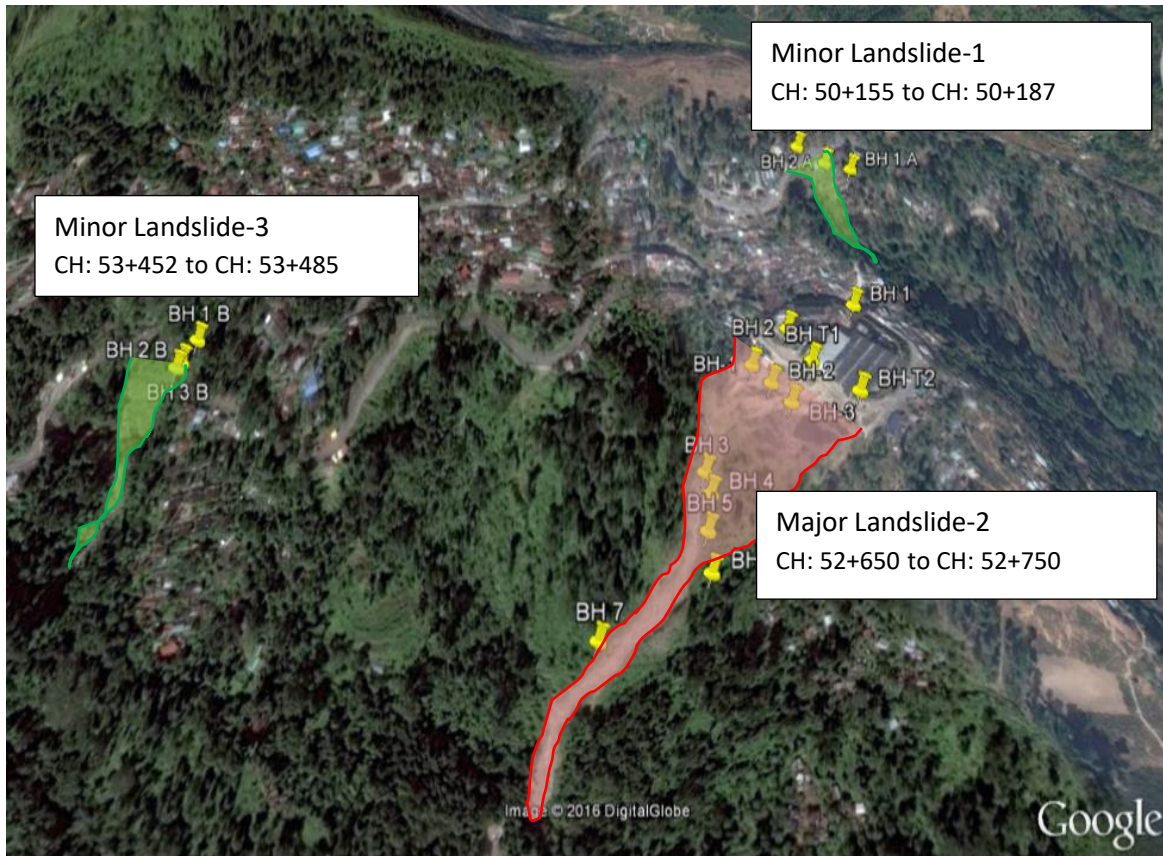 Minor Landslide-1
CH: 50+155 to CH: 50+187
BH 2 A
BH 1 A
Minor Landslide-3
CH: 53+452 to CH: 53+485
BH 1 B
BH 2 B
BH 3 B
BH 1
BH 2
BH T1
BH-2
BH T2
BH-3
BH 3
BH 4
BH 5
Major Landslide-2
CH: 52+650 to CH: 52+750
BH
BH 7
Image © 2016 DigitalGlobe
Google